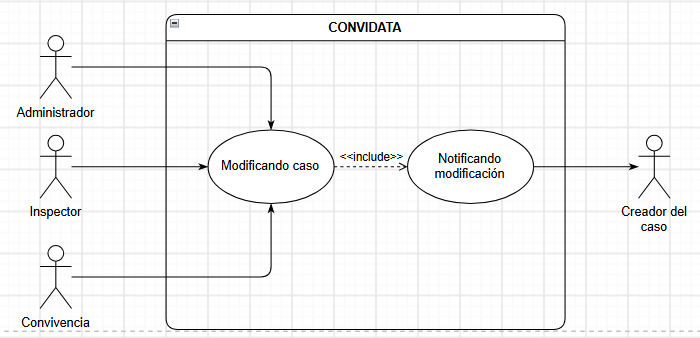 CONVIDATA
Administrador
Modificando caso
<<include>>
Notificando
modificación
Inspector
Creador del
caso
Convivencia